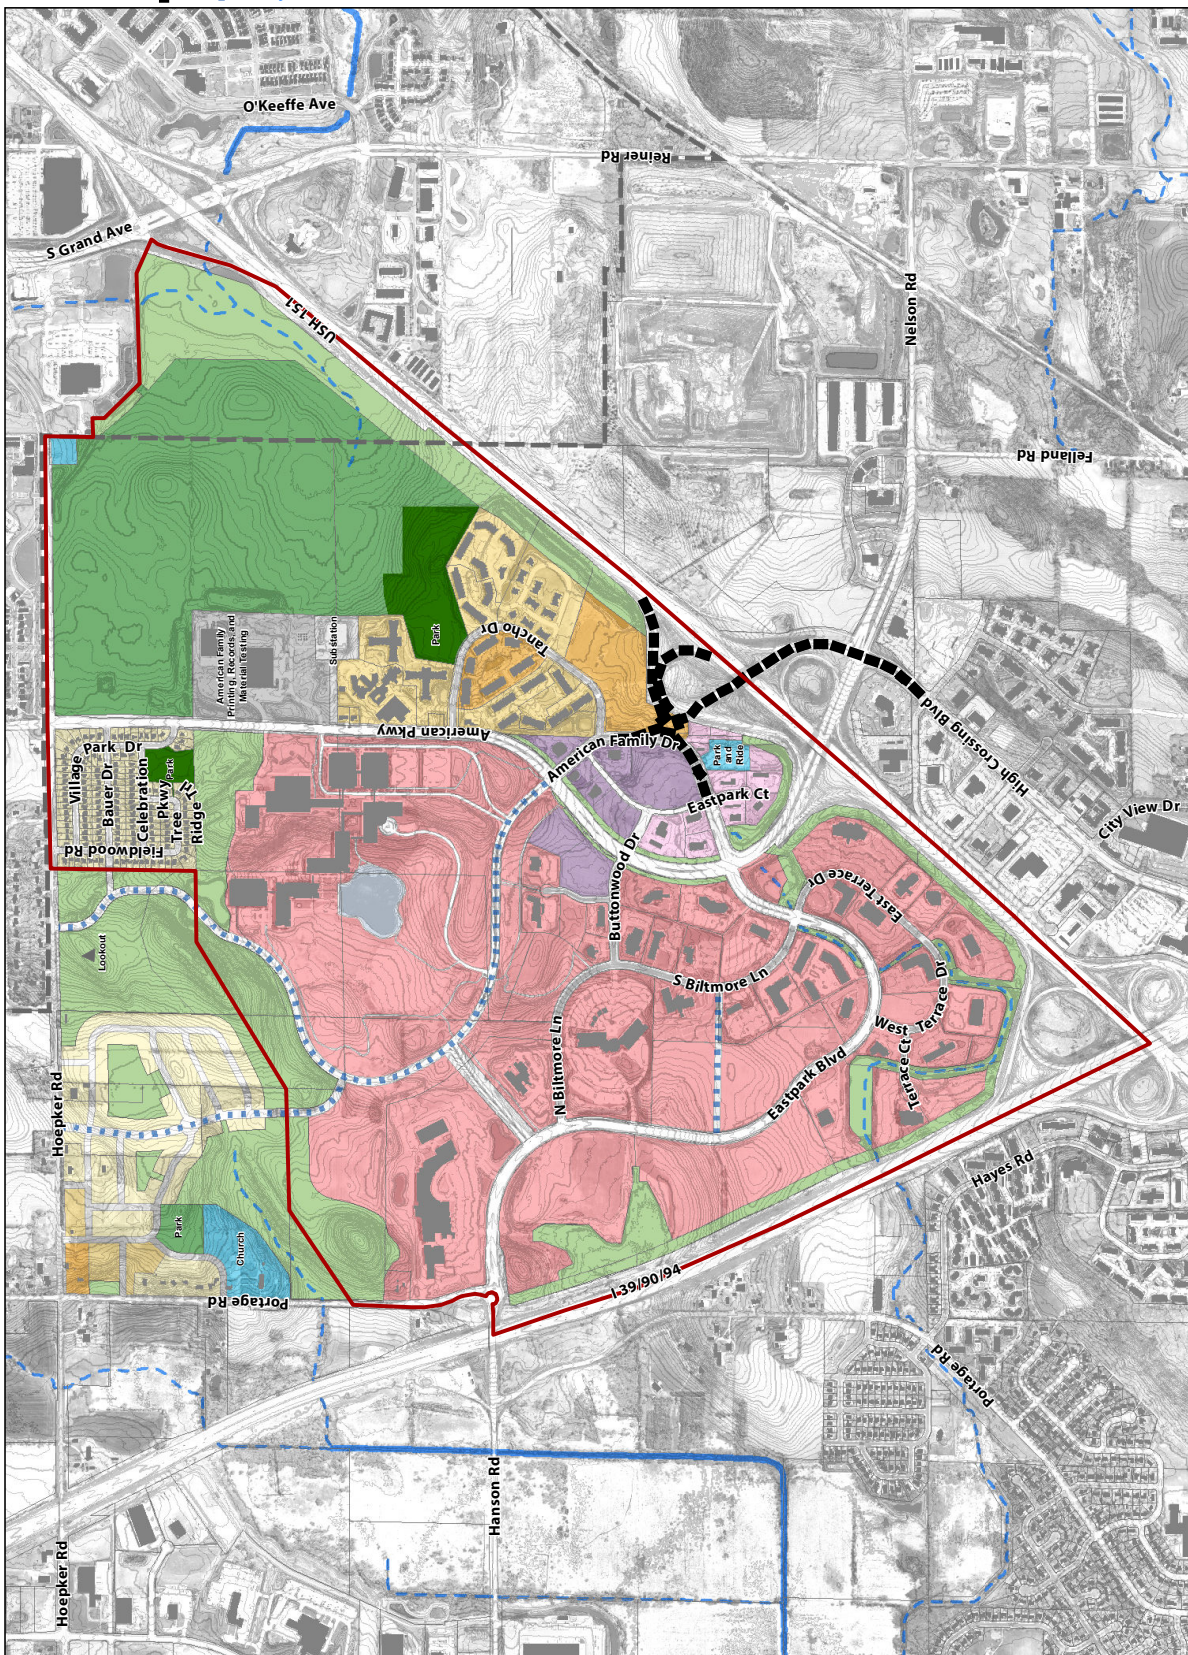 O'Keeffe Ave
S Grand Ave
Reiner Rd
USH 151
Nelson Rd
Felland Rd
American Family
Printing, Records, and
Material Testing
Substation
Park
Tancho Dr
American Pkwy
American Family Dr
Park
and
Ride
Eastpark Ct
High Crossing Blvd
City View Dr
Village
Park Dr
Bauer Dr
Celebration
Pkwy
Tree
Ridge
Trl
Park
Fieldwood Rd
Buttonwood Dr
East Terrace Dr
Lookout
S Biltmore Ln
N Biltmore Ln
West
Terrace Dr
Terrace Ct
Eastpark Blvd
Hoepker Rd
Hayes Rd
Park
Church
Portage Rd
I-39/90/94
Portage Rd
Hanson Rd
Hoepker Rd